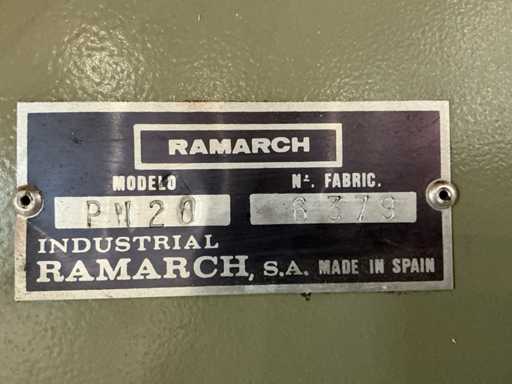 RAMARCH
MODELO Nº. FABRIC.
PN20 6379
INDUSTRIAL
RAMARCH, S.A. MADE IN SPAIN